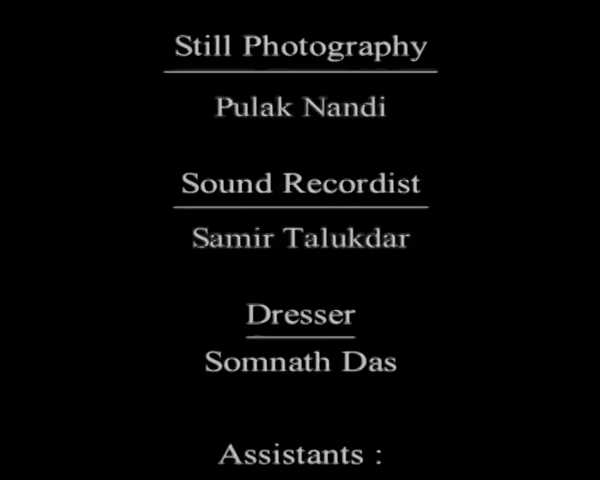 Still Photography
Pulak Nandi
Sound Recordist
Samir Talukdar
Dresser
Somnath Das
Assistants :